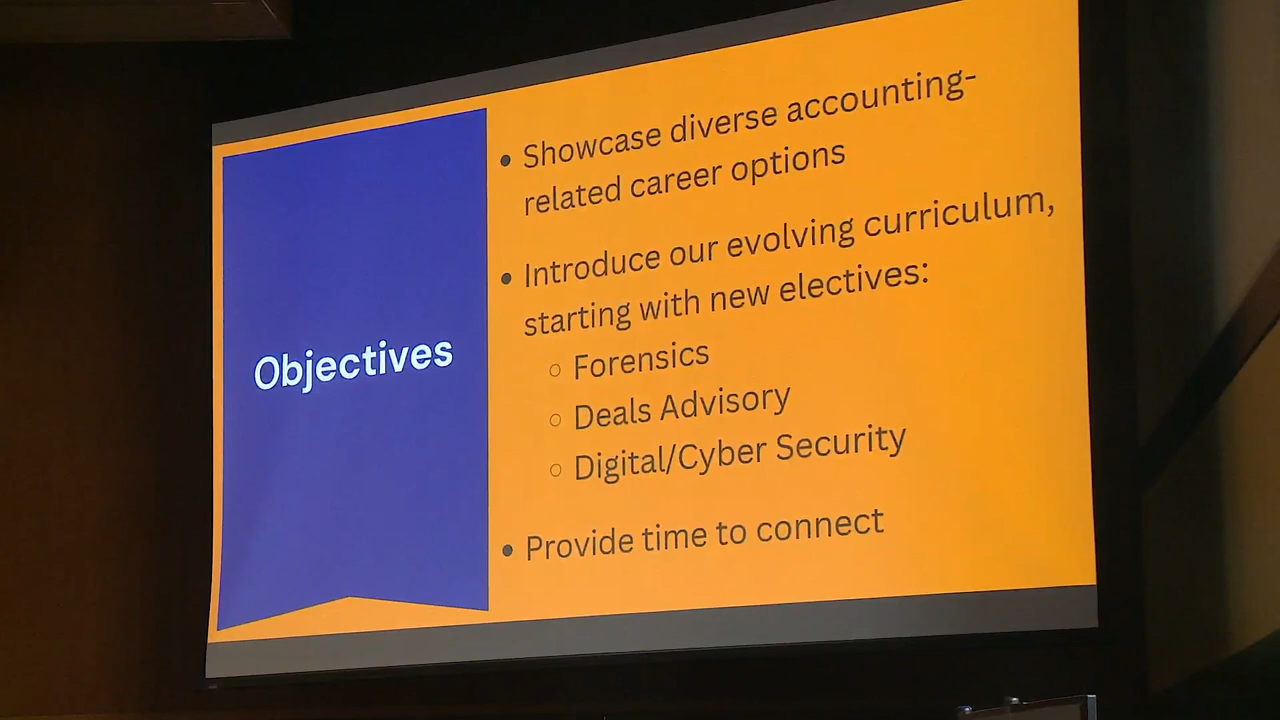 Objectives
• Showcase diverse accounting-
related career options
• Introduce our evolving curriculum,
starting with new electives:
○ Forensics
○ Deals Advisory
○ Digital/Cyber Security
• Provide time to connect